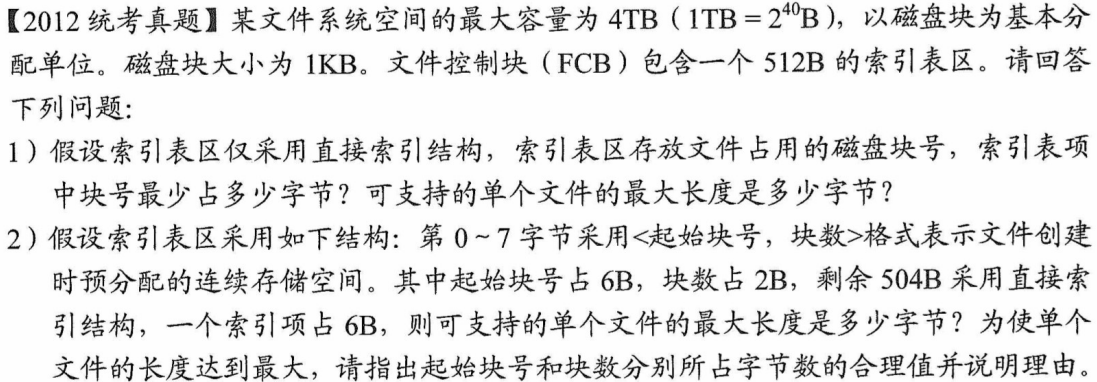 【2012 统考真题】某文件系统空间的最大容量为 4TB（1TB = 2⁴⁰B），以磁盘块为基本分
配单位。磁盘块大小为 1KB。文件控制块（FCB）包含一个 512B 的索引表区。请回答
下列问题：
1）假设索引表区仅采用直接索引结构，索引表区存放文件占用的磁盘块号，索引表项
中块号最少占多少字节？可支持的单个文件的最大长度是多少字节？
2）假设索引表区采用如下结构：第 0~7 字节采用<起始块号，块数>格式表示文件创建
时预分配的连续存储空间。其中起始块号占 6B，块数占 2B，剩余 504B 采用直接索
引结构，一个索引项占 6B，则可支持的单个文件的最大长度是多少字节？为使单个
文件的长度达到最大，请指出起始块号和块数分别所占字节数的合理值并说明理由。